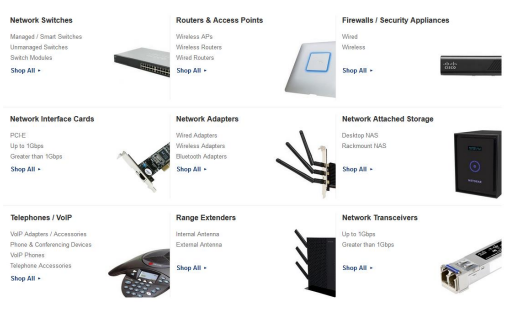 Network Switches
Managed / Smart Switches
Unmanaged Switches
Switch Modules
Shop All
Routers & Access Points
Wireless APs
Wireless Routers
Wired Routers
Shop All
Firewalls / Security Appliances
Wired
Wireless
Shop All
Network Interface Cards
PCI-E
Up to 1Gbps
Greater than 1Gbps
Shop All
Network Adapters
Wired Adapters
Wireless Adapters
Bluetooth Adapters
Shop All
Network Attached Storage
Desktop NAS
Rackmount NAS
Shop All
Telephones / VoIP
VoIP Adapters / Accessories
Phone & Conferencing Devices
VoIP Phones
Telephone Accessories
Shop All
Range Extenders
Internal Antenna
External Antenna
Shop All
Network Transceivers
Up to 1Gbps
Greater than 1Gbps
Shop All